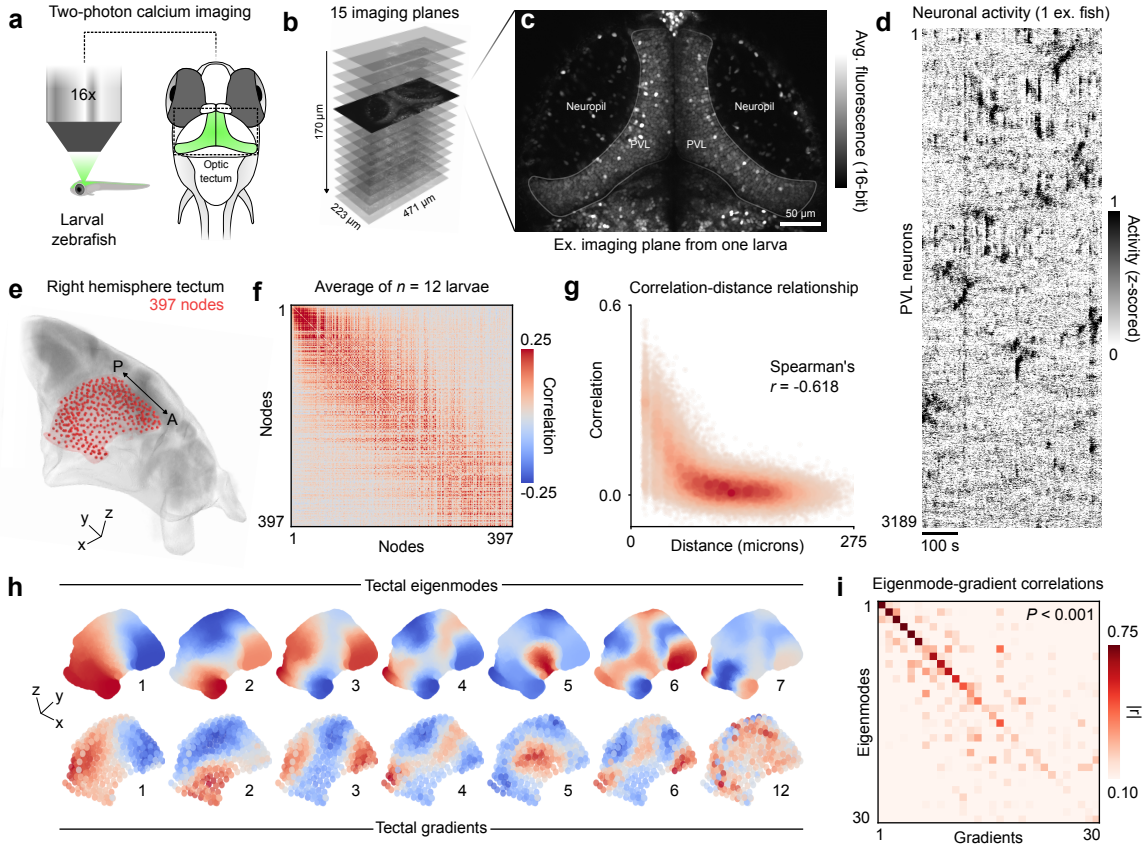 a
Two-photon calcium imaging
16x
Larval
zebrafish
Optic
tectum
b
15 imaging planes
170 μm
223 μm
471 μm
c
Neuropil
Neuropil
PVL
PVL
50 μm
Ex. imaging plane from one larva
Avg. fluorescence (16-bit)
d
Neuronal activity (1 ex. fish)
1
PVL neurons
3189
100 s
1
0
Activity (z-scored)
e
Right hemisphere tectum
397 nodes
P
A
y
z
x
f
Average of n = 12 larvae
1
Nodes
397
1
397
Nodes
0.25
Correlation
-0.25
g
Correlation-distance relationship
0.6
Correlation
0.0
Spearman's
r = -0.618
0
275
Distance (microns)
h
Tectal eigenmodes
1
2
3
4
5
6
7
z
y
x
1
2
3
4
5
6
12
Tectal gradients
i
Eigenmode-gradient correlations
P < 0.001
1
Eigenmodes
30
1
30
Gradients
0.75
|r|
0.10